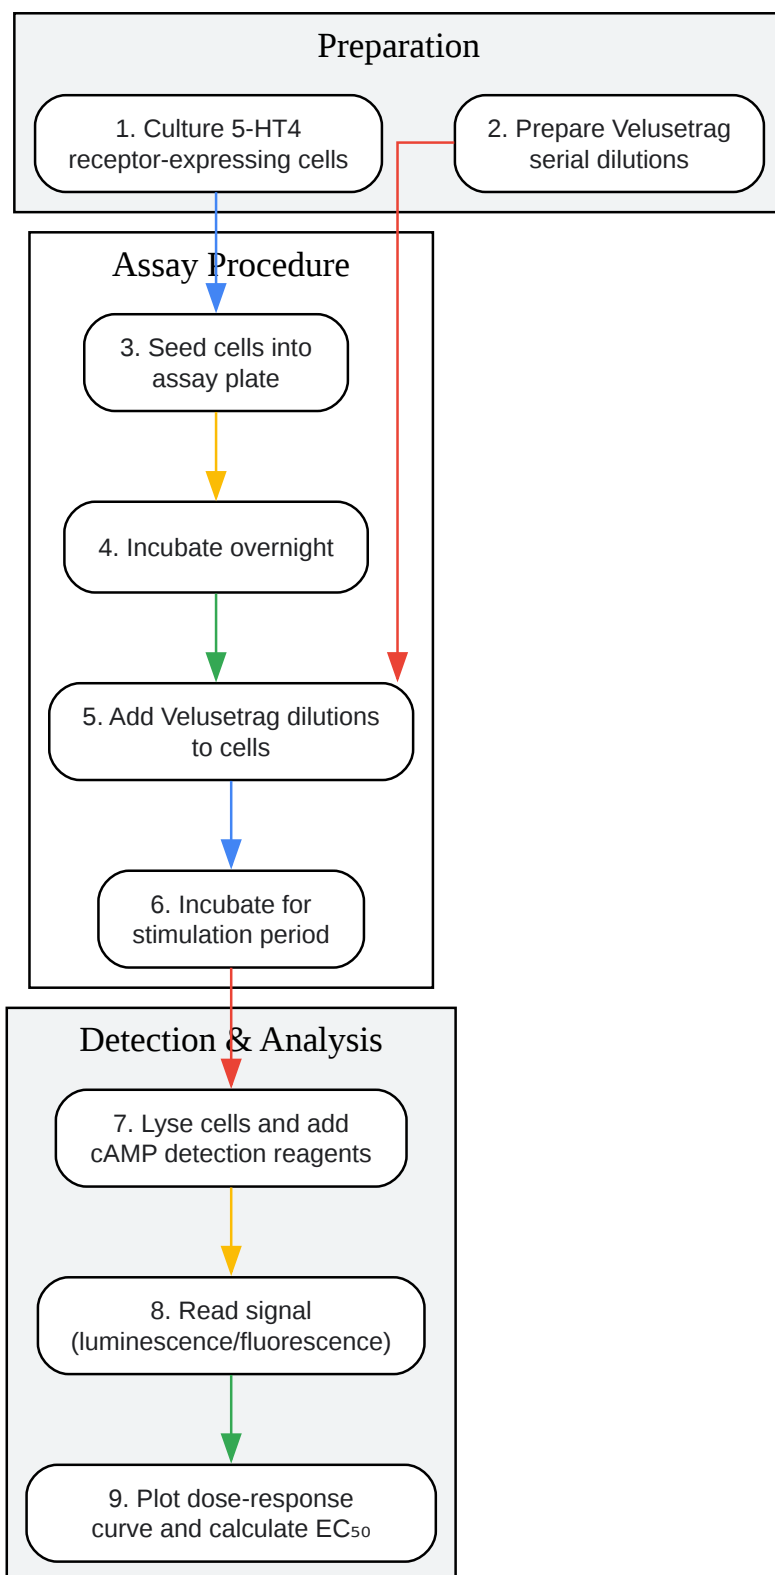 Preparation
1. Culture 5-HT4
receptor-expressing cells
2. Prepare Velusetrag
serial dilutions
Assay Procedure
3. Seed cells into
assay plate
4. Incubate overnight
5. Add Velusetrag dilutions
to cells
6. Incubate for
stimulation period
Detection & Analysis
7. Lyse cells and add
cAMP detection reagents
8. Read signal
(luminescence/fluorescence)
9. Plot dose-response
curve and calculate EC₅₀